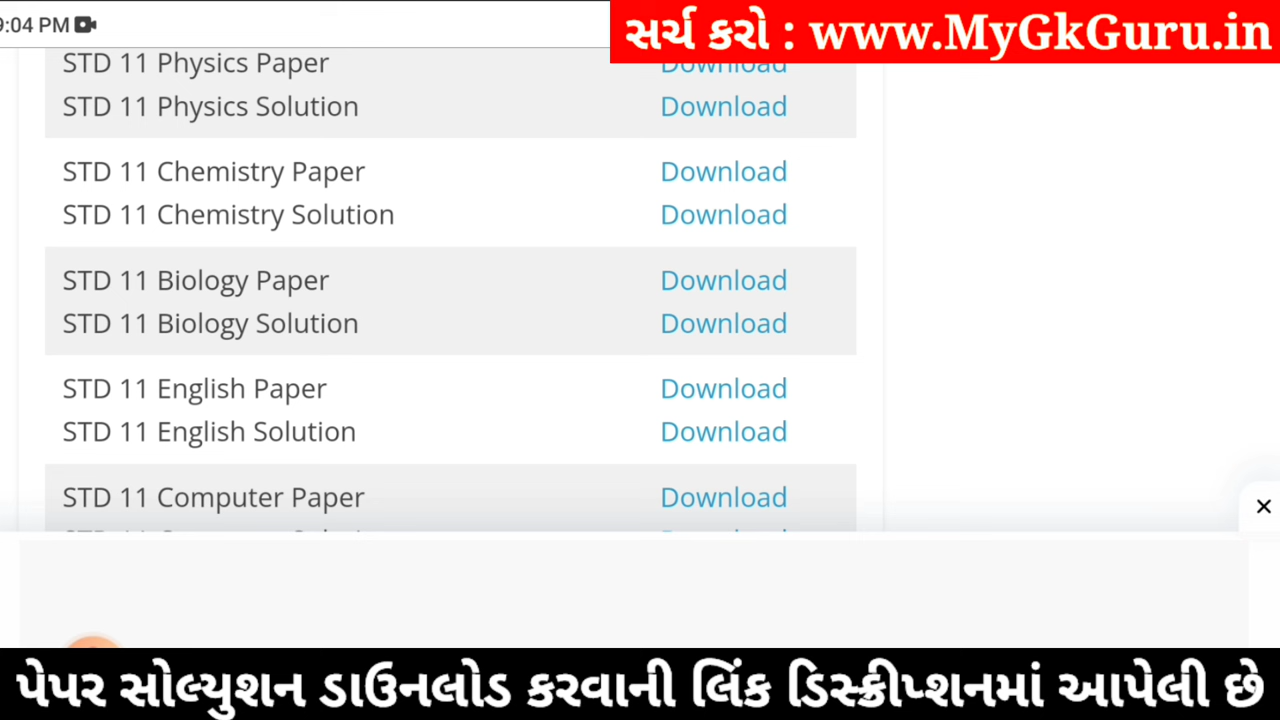 9:04 PM
સર્ચ કરો : www.MyGkGuru.in
STD 11 Physics Paper Download
STD 11 Physics Solution Download
STD 11 Chemistry Paper Download
STD 11 Chemistry Solution Download
STD 11 Biology Paper Download
STD 11 Biology Solution Download
STD 11 English Paper Download
STD 11 English Solution Download
STD 11 Computer Paper Download
પેપર સોલ્યુશન ડાઉનલોડ કરવાની લિંક ડિસ્ક્રીપ્શનમાં આપેલી છે